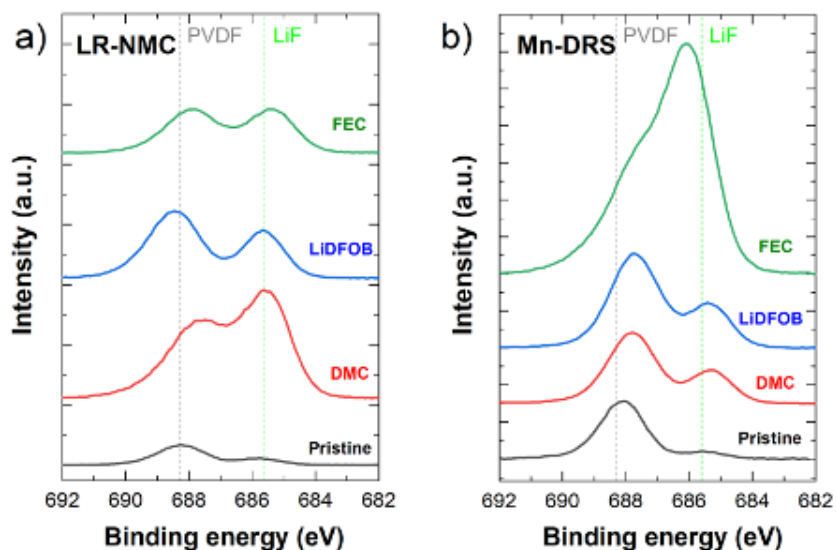 a)
LR-NMC
PVDF
LiF
FEC
LiDFOB
DMC
Pristine
Intensity (a.u.)
692 690 688 686 684 682
Binding energy (eV)
b)
Mn-DRS
PVDF
LiF
FEC
LiDFOB
DMC
Pristine
Intensity (a.u.)
692 690 688 686 684 682
Binding energy (eV)